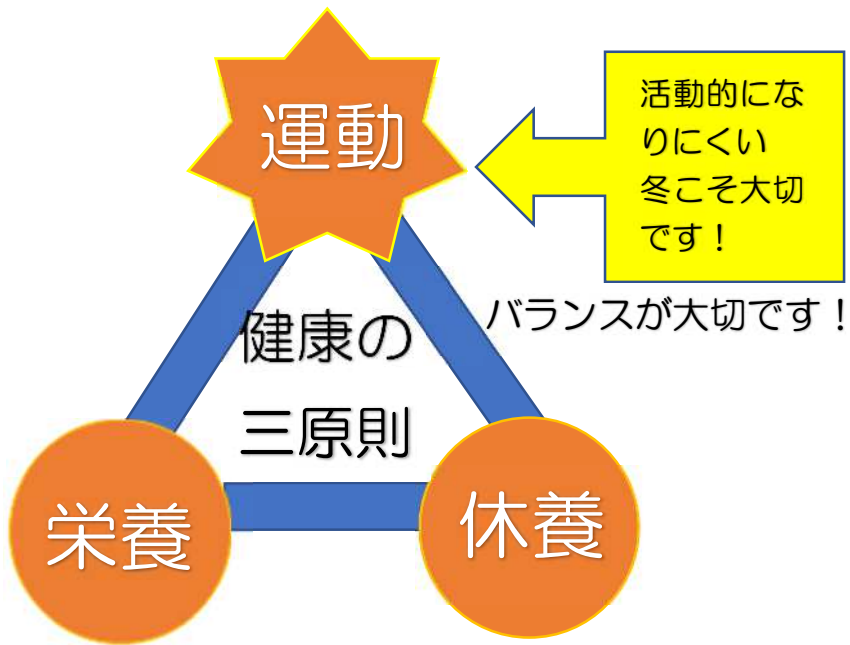 運動
活動的にな
りにくい
冬こそ大切
です！
バランスが大切です！
健康の
三原則
栄養
休養